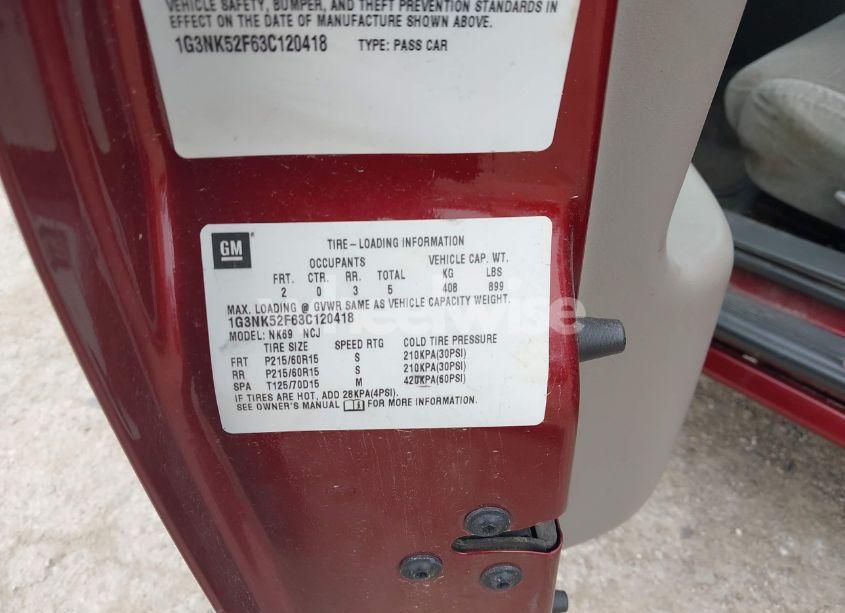 VEHICLE SAFETY, BUMPER, AND THEFT PREVENTION STANDARDS IN
EFFECT ON THE DATE OF MANUFACTURE SHOWN ABOVE.
1G3NK52F63C120418 TYPE: PASS CAR
GM TIRE-LOADING INFORMATION
OCCUPANTS VEHICLE CAP. WT.
FRT. CTR. RR. TOTAL KG LBS
2 0 3 5 408 899
MAX. LOADING @ GVWR SAME AS VEHICLE CAPACITY WEIGHT.
1G3NK52F63C120418
MODEL: NK69 NCJ
TIRE SIZE SPEED RTG COLD TIRE PRESSURE
FRT P215/60R15 S 210KPA(30PSI)
RR P215/60R15 S 210KPA(30PSI)
SPA T125/70D15 M 420KPA(60PSI)
IF TIRES ARE HOT, ADD 28KPA(4PSI).
SEE OWNER'S MANUAL FOR MORE INFORMATION.